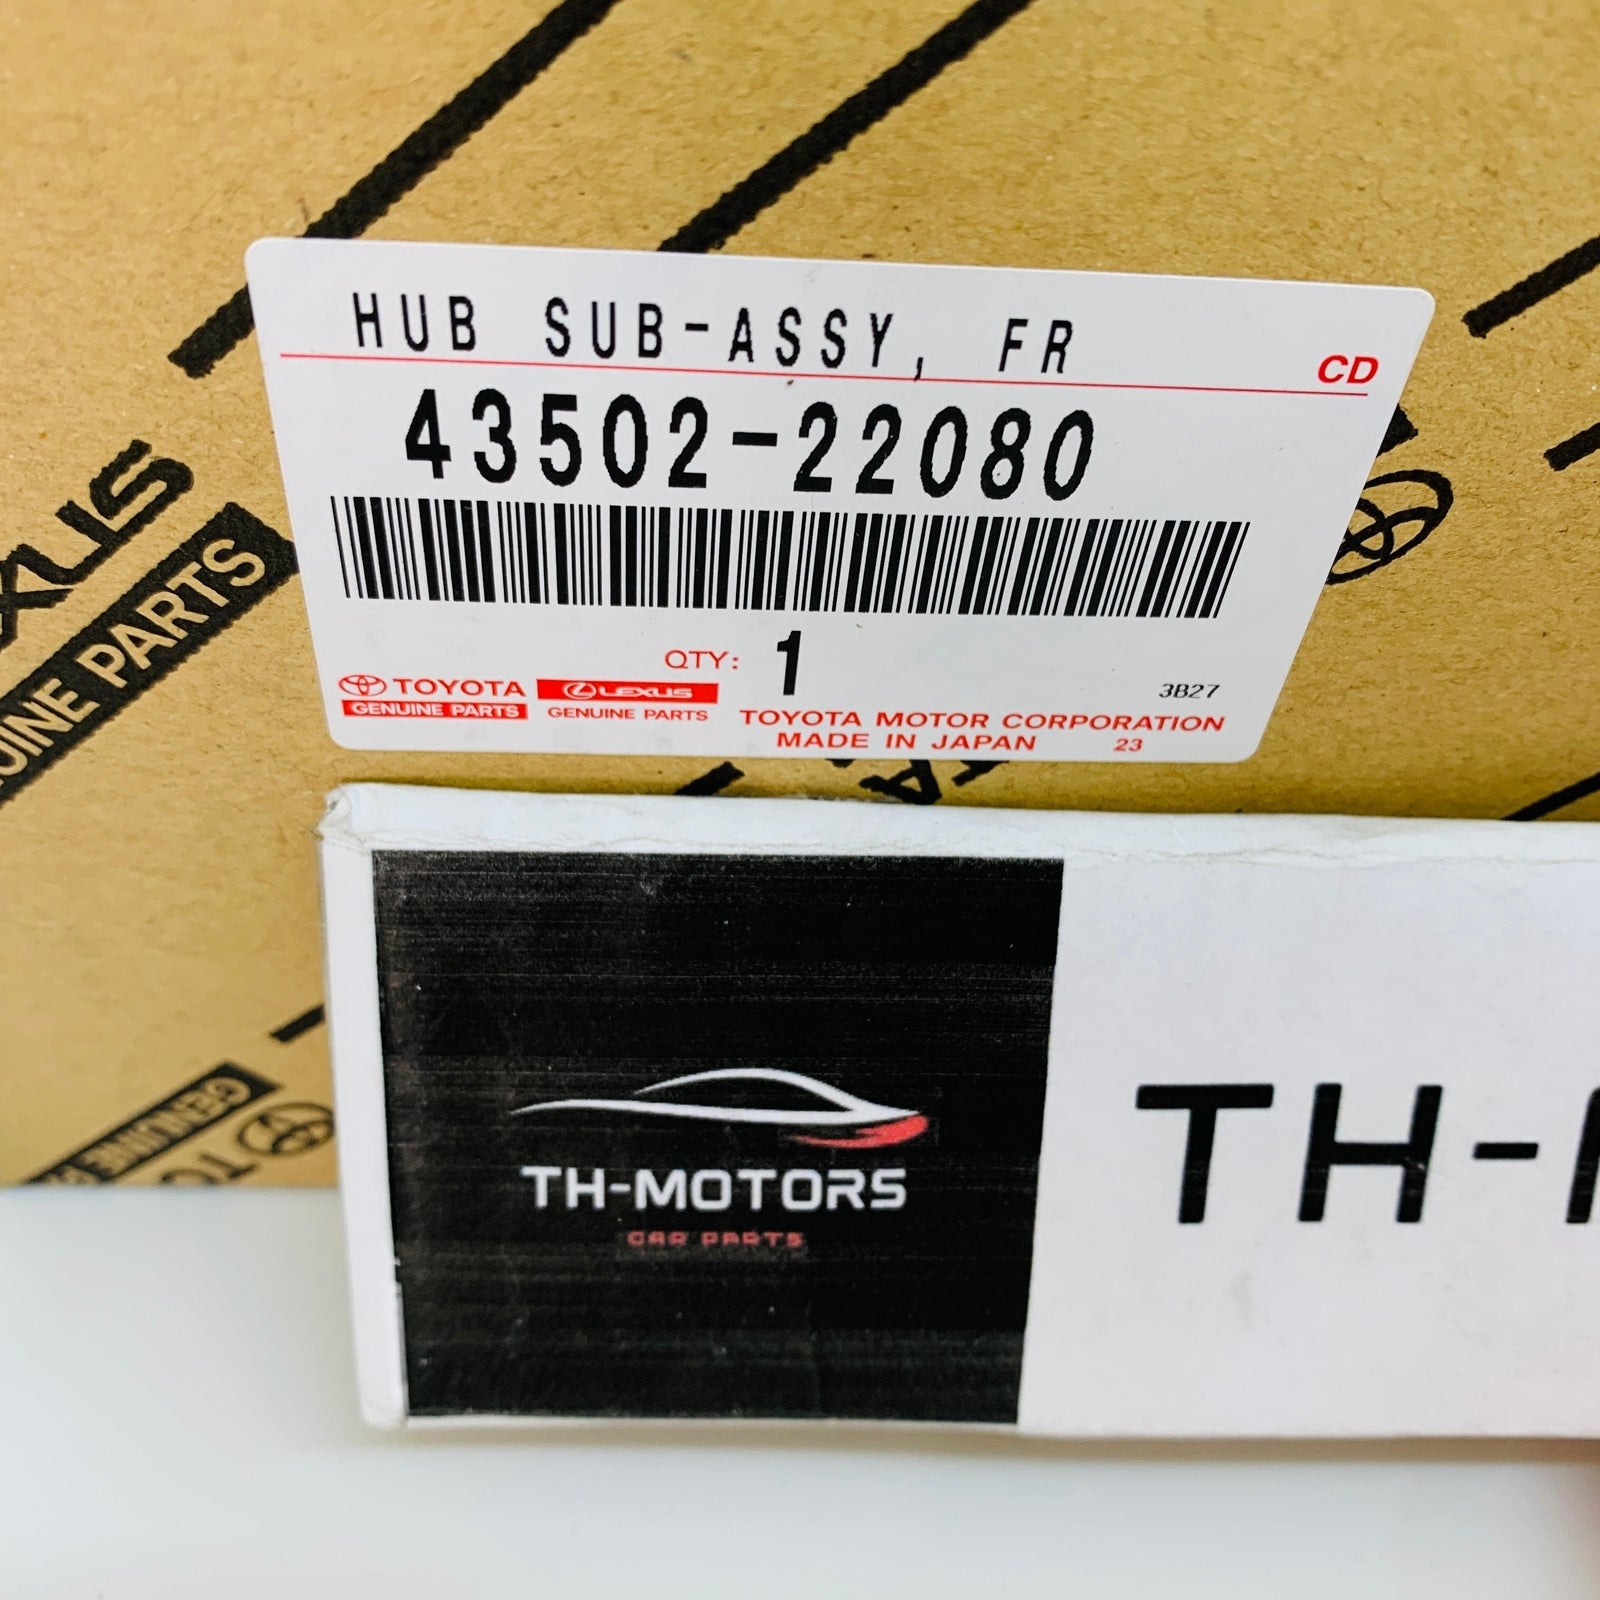 HUB SUB-ASSY, FR
CD
43502-22080
QTY: 1
TOYOTA
GENUINE PARTS
LEXUS
GENUINE PARTS
3B27
TOYOTA MOTOR CORPORATION
MADE IN JAPAN 23
PARTS
GENUINE
TH-MOTORS
CAR PARTS
TH-